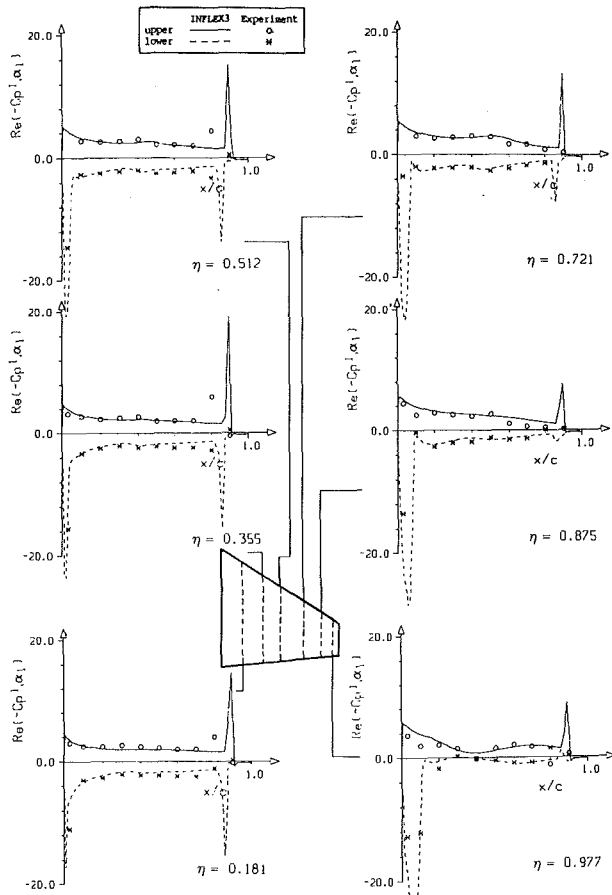 INFLEX3 Experiment
upper
lower
20.0
0.0
-20.0
Re(-Cp¹,α₁)
x/c
1.0
η = 0.512
20.0
0.0
-20.0
Re(-Cp¹,α₁)
x/c
1.0
η = 0.721
20.0
0.0
-20.0
Re(-Cp¹,α₁)
x/c
1.0
η = 0.355
20.0
0.0
-20.0
Re(-Cp¹,α₁)
x/c
1.0
η = 0.875
20.0
0.0
-20.0
Re(-Cp¹,α₁)
x/c
1.0
η = 0.181
20.0
0.0
-20.0
Re(-Cp¹,α₁)
x/c
1.0
η = 0.977